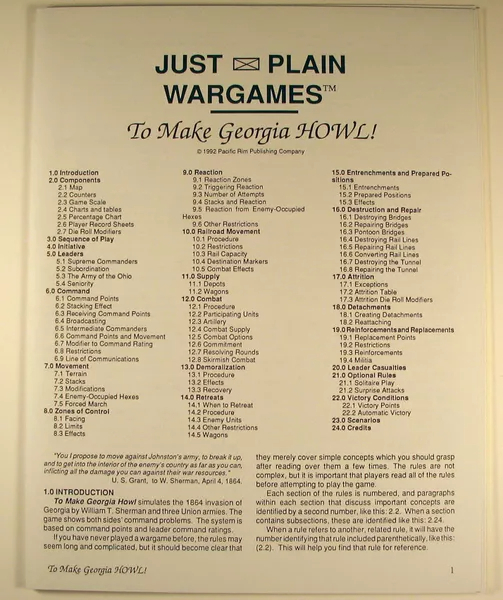 JUST PLAIN
WARGAMES™
To Make Georgia HOWL!
© 1992 Pacific Rim Publishing Company
1.0 Introduction
2.0 Components
2.1 Map
2.2 Counters
2.3 Game Scale
2.4 Charts and tables
2.5 Percentage Chart
2.6 Player Record Sheets
2.7 Die Roll Modifiers
3.0 Sequence of Play
4.0 Initiative
5.0 Leaders
5.1 Supreme Commanders
5.2 Subordination
5.3 The Army of the Ohio
5.4 Seniority
6.0 Command
6.1 Command Points
6.2 Stacking Effect
6.3 Receiving Command Points
6.4 Broadcasting
6.5 Intermediate Commanders
6.6 Command Points and Movement
6.7 Modifier to Command Rating
6.8 Restrictions
6.9 Line of Communications
7.0 Movement
7.1 Terrain
7.2 Stacks
7.3 Modifications
7.4 Enemy-Occupied Hexes
7.5 Forced March
8.0 Zones of Control
8.1 Facing
8.2 Limits
8.3 Effects
9.0 Reaction
9.1 Reaction Zones
9.2 Triggering Reaction
9.3 Number of Attempts
9.4 Stacks and Reaction
9.5 Reaction from Enemy-Occupied
Hexes
9.6 Other Restrictions
10.0 Railroad Movement
10.1 Procedure
10.2 Restrictions
10.3 Rail Capacity
10.4 Destination Markers
10.5 Combat Effects
11.0 Supply
11.1 Depots
11.2 Wagons
12.0 Combat
12.1 Procedure
12.2 Participating Units
12.3 Artillery
12.4 Combat Supply
12.5 Combat Options
12.6 Commitment
12.7 Resolving Rounds
12.8 Skirmish Combat
13.0 Demoralization
13.1 Procedure
13.2 Effects
13.3 Recovery
14.0 Retreats
14.1 When to Retreat
14.2 Procedure
14.3 Enemy Units
14.4 Other Restrictions
14.5 Wagons
15.0 Entrenchments and Prepared Po-
sitions
15.1 Entrenchments
15.2 Prepared Positions
15.3 Effects
16.0 Destruction and Repair
16.1 Destroying Bridges
16.2 Repairing Bridges
16.3 Pontoon Bridges
16.4 Destroying Rail Lines
16.5 Repairing Rail Lines
16.6 Converting Rail Lines
16.7 Destroying the Tunnel
16.8 Repairing the Tunnel
17.0 Attrition
17.1 Exceptions
17.2 Attrition Table
17.3 Attrition Die Roll Modifiers
18.0 Detachments
18.1 Creating Detachments
18.2 Reattaching
19.0 Reinforcements and Replacements
19.1 Replacement Points
19.2 Restrictions
19.3 Reinforcements
19.4 Militia
20.0 Leader Casualties
21.0 Optional Rules
21.1 Solitaire Play
21.2 Surprise Attacks
22.0 Victory Conditions
22.1 Victory Points
22.2 Automatic Victory
23.0 Scenarios
24.0 Credits
"You I propose to move against Johnston's army, to break it up,
and to get into the interior of the enemy's country as far as you can,
inflicting all the damage you can against their war resources."
U. S. Grant, to W. Sherman, April 4, 1864.
1.0 INTRODUCTION
To Make Georgia Howl simulates the 1864 invasion of
Georgia by William T. Sherman and three Union armies. The
game shows both sides' command problems. The system is
based on command points and leader command ratings.
If you have never played a wargame before, the rules may
seem long and complicated, but it should become clear that
they merely cover simple concepts which you should grasp
after reading over them a few times. The rules are not
complex, but it is important that players read all of the rules
before attempting to play the game.
Each section of the rules is numbered, and paragraphs
within each section that discuss important concepts are
identified by a second number, like this: 2.2. When a section
contains subsections, these are identified like this: 2.24.
When a rule refers to another, related rule, it will have the
number identifying that rule included parenthetically, like this:
(2.2). This will help you find that rule for reference.
To Make Georgia HOWL!
1